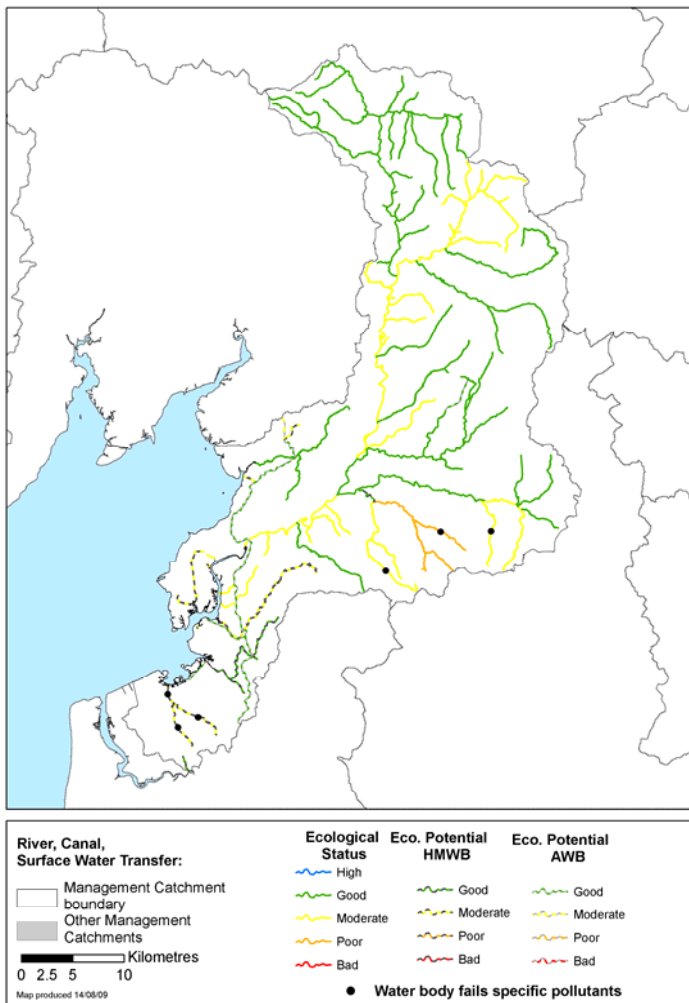 River, Canal,
Surface Water Transfer:
Management Catchment
boundary
Other Management
Catchments
Kilometres
0 2.5 5 10
Map produced 14/08/09
Ecological
Status
High
Good
Moderate
Poor
Bad
Eco. Potential
HMWB
Good
Moderate
Poor
Bad
Eco. Potential
AWB
Good
Moderate
Poor
Bad
Water body fails specific pollutants